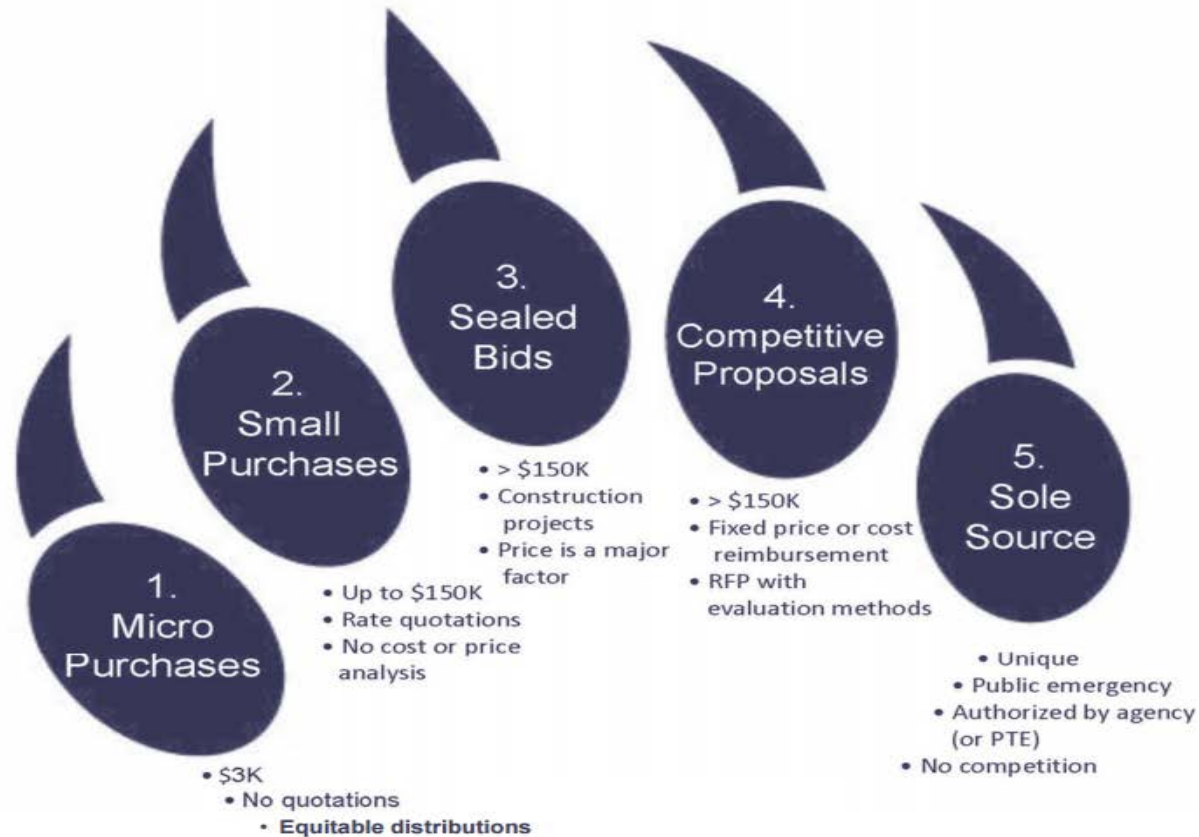 1.
Micro
Purchases
• $3K
• No quotations
• Equitable distributions
2.
Small
Purchases
• Up to $150K
• Rate quotations
• No cost or price
analysis
3.
Sealed
Bids
• > $150K
• Construction
projects
• Price is a major
factor
4.
Competitive
Proposals
• > $150K
• Fixed price or cost
reimbursement
• RFP with
evaluation methods
5.
Sole
Source
• Unique
• Public emergency
• Authorized by agency
(or PTE)
• No competition